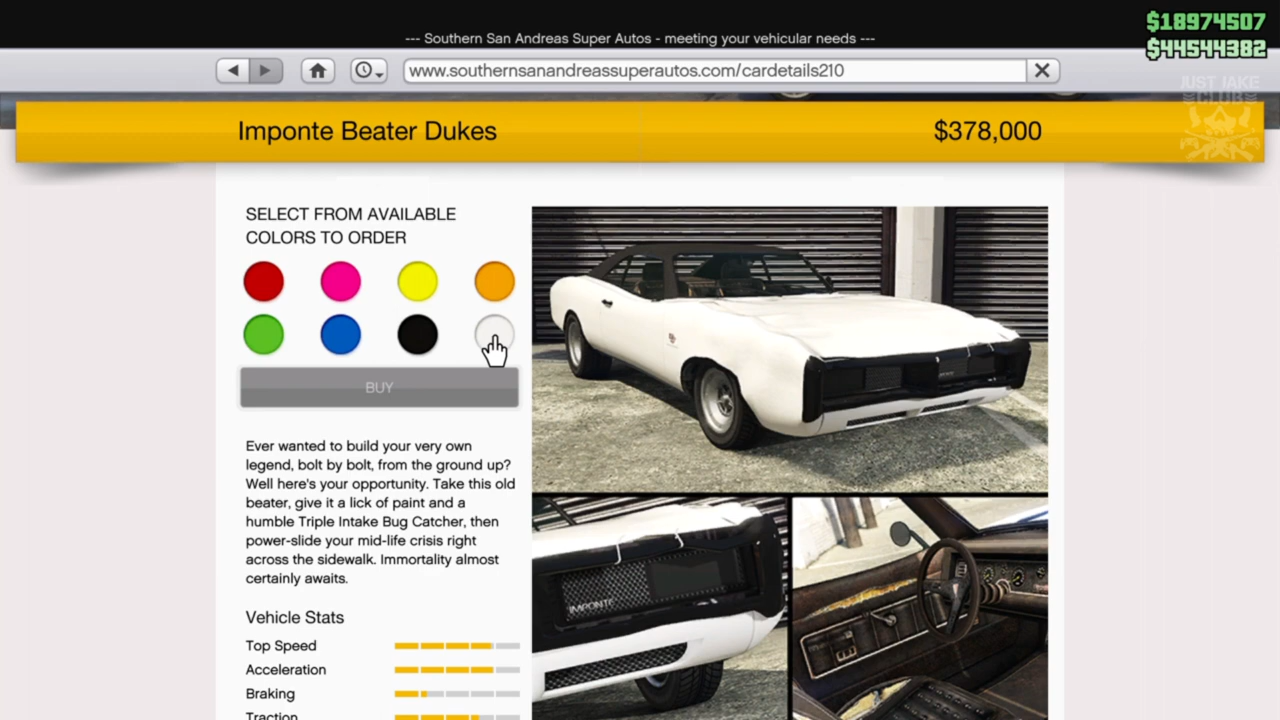 $18974507
--- Southern San Andreas Super Autos - meeting your vehicular needs ---
$44544382
www.southernsanandreassuperautos.com/cardetails210
JUST JAKE
CLUB
Imponte Beater Dukes
$378,000
SELECT FROM AVAILABLE
COLORS TO ORDER
BUY
Ever wanted to build your very own
legend, bolt by bolt, from the ground up?
Well here's your opportunity. Take this old
beater, give it a lick of paint and a
humble Triple Intake Bug Catcher, then
power-slide your mid-life crisis right
across the sidewalk. Immortality almost
certainly awaits.
IMPONTE
Vehicle Stats
Top Speed
Acceleration
Braking
Traction